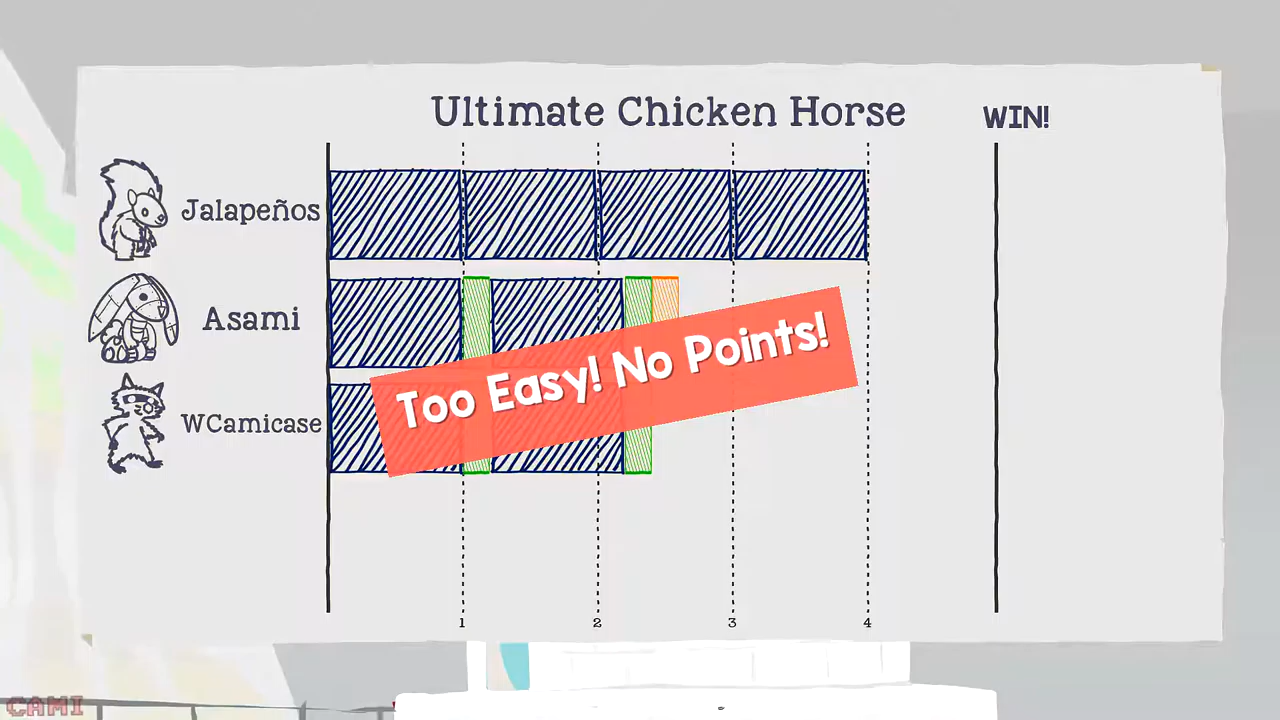 Ultimate Chicken Horse
WIN!
Jalapeños
Asami
Too Easy! No Points!
WCamicase
1 2 3 4
CAMI